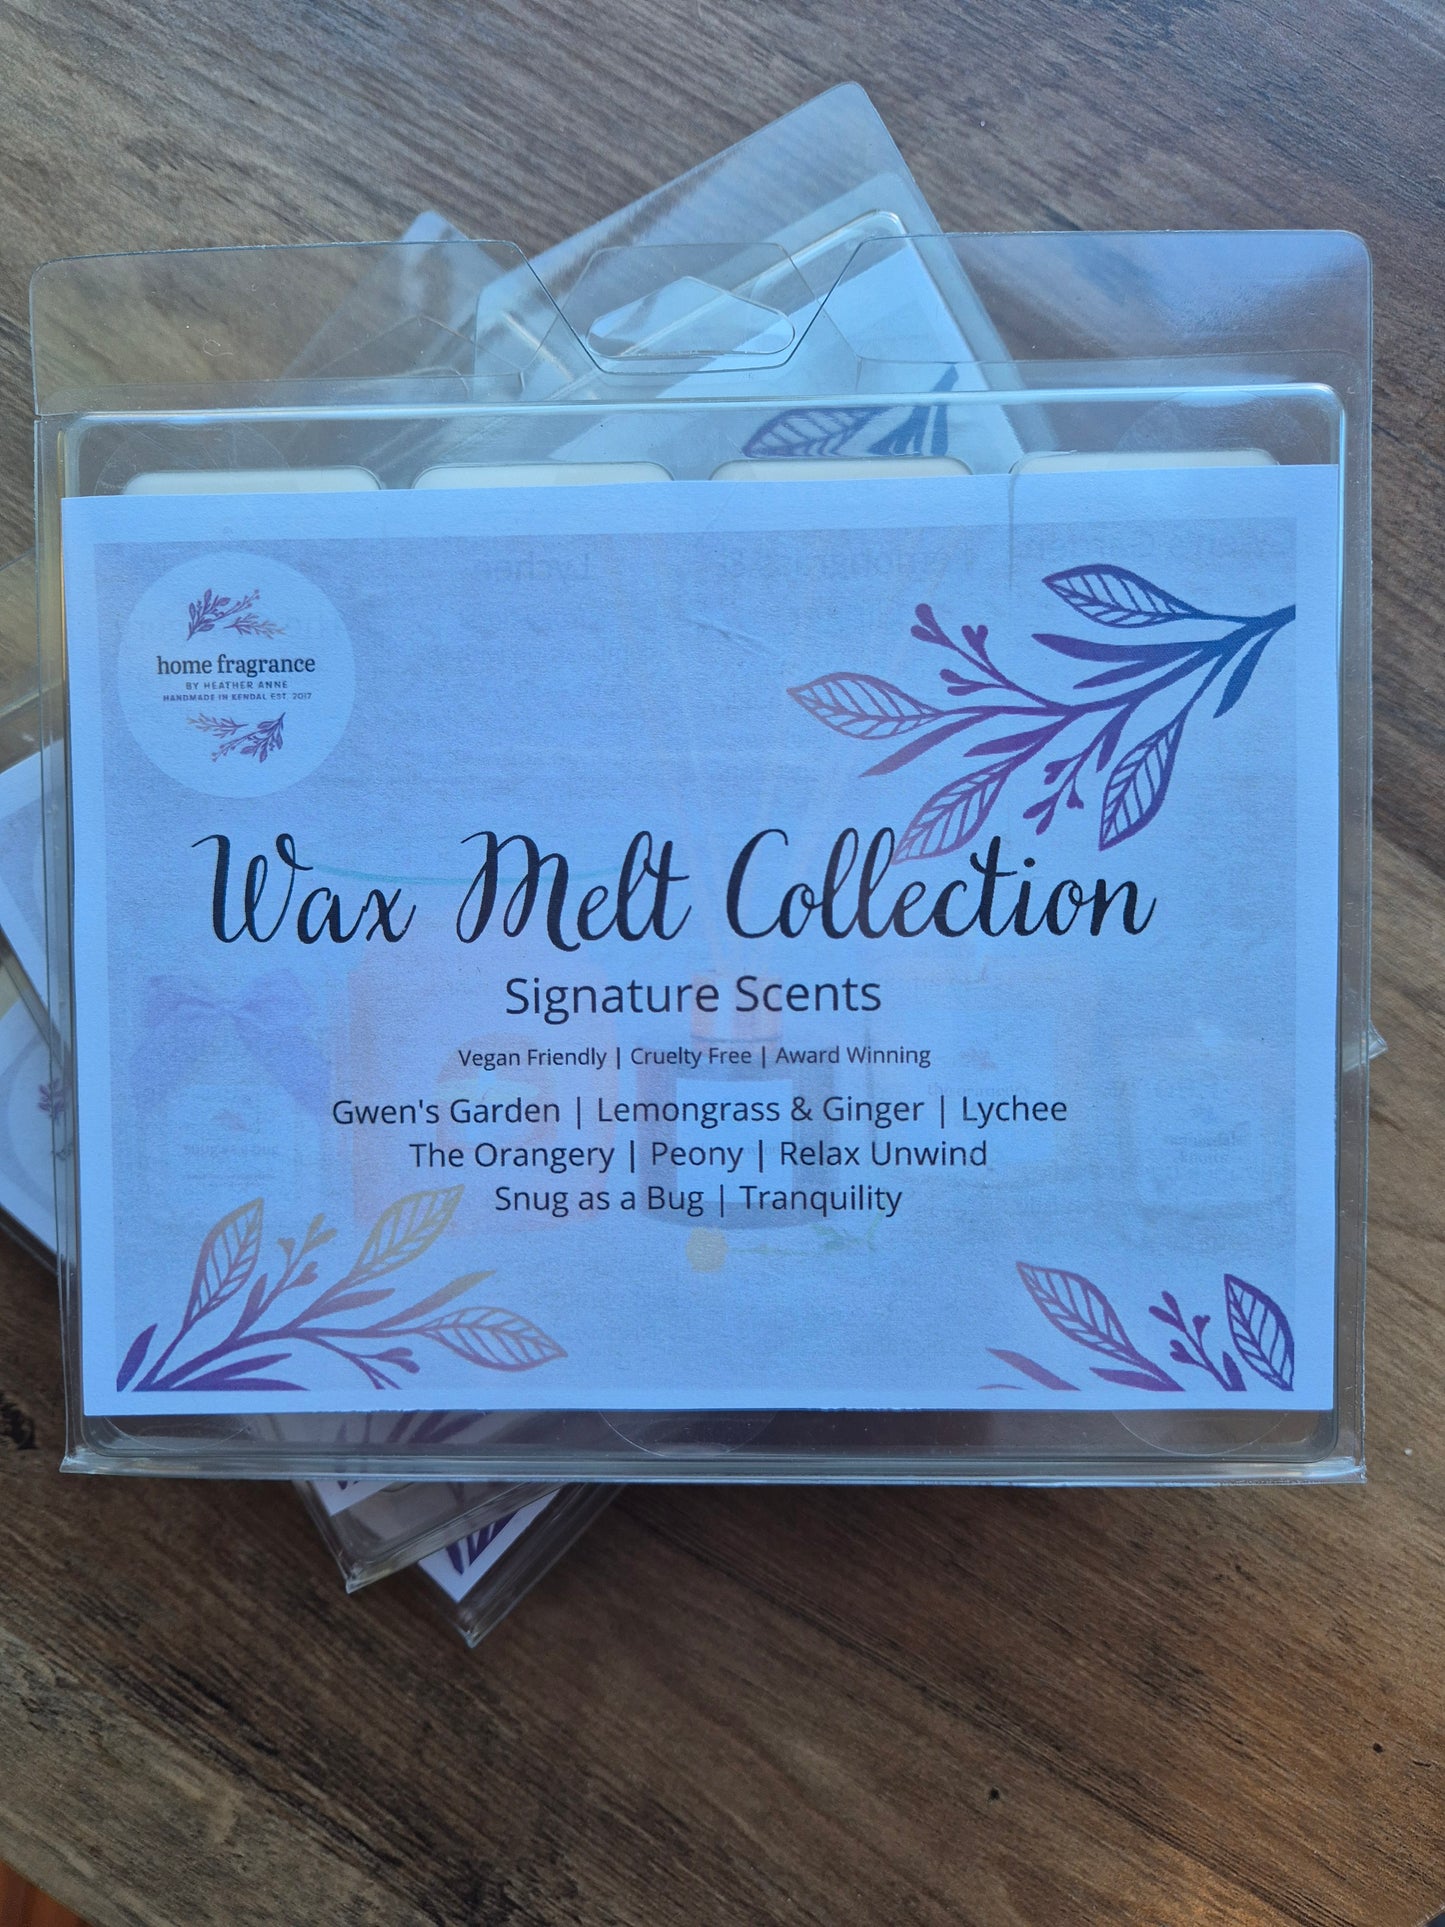 home fragrance
BY HEATHER ANNE
HANDMADE IN KENDAL EST. 2017
Wax Melt Collection
Signature Scents
Vegan Friendly | Cruelty Free | Award Winning
Gwen's Garden | Lemongrass & Ginger | Lychee
The Orangery | Peony | Relax Unwind
Snug as a Bug | Tranquility